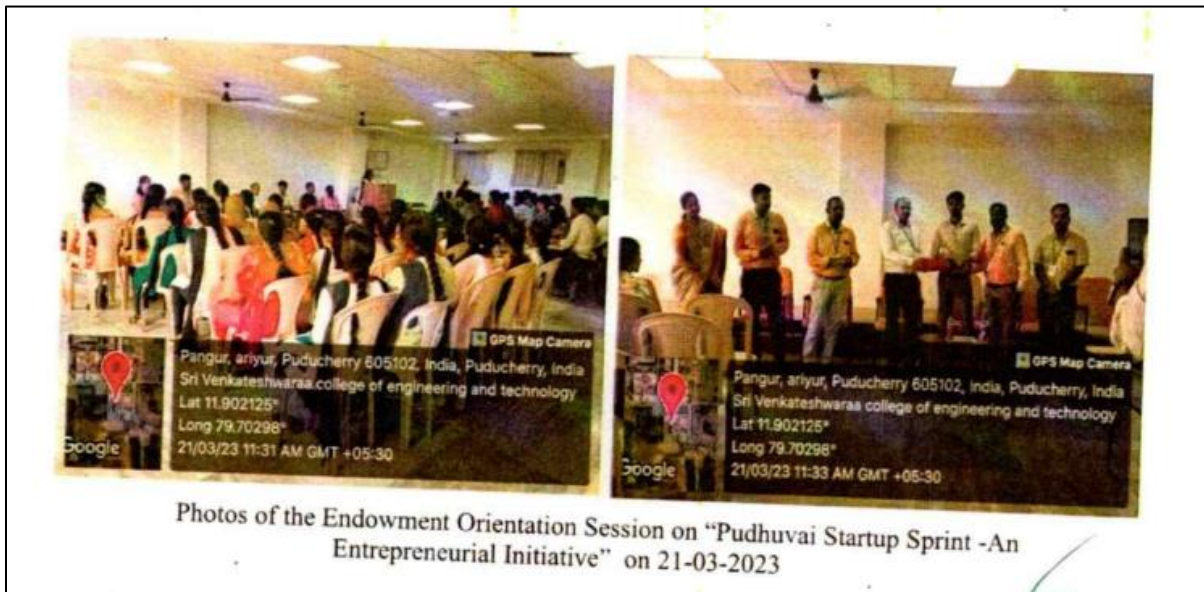 GPS Map Camera
Pangur, ariyur, Puducherry 605102, India, Puducherry, India
Sri Venkateshwaraa college of engineering and technology
Lat 11.902125°
Long 79.70298°
21/03/23 11:31 AM GMT +05:30
Google
GPS Map Camera
Pangur, ariyur, Puducherry 605102, India, Puducherry, India
Sri Venkateshwaraa college of engineering and technology
Lat 11.902125°
Long 79.70298°
21/03/23 11:33 AM GMT +05:30
Google
Photos of the Endowment Orientation Session on “Pudhuvai Startup Sprint -An
Entrepreneurial Initiative” on 21-03-2023